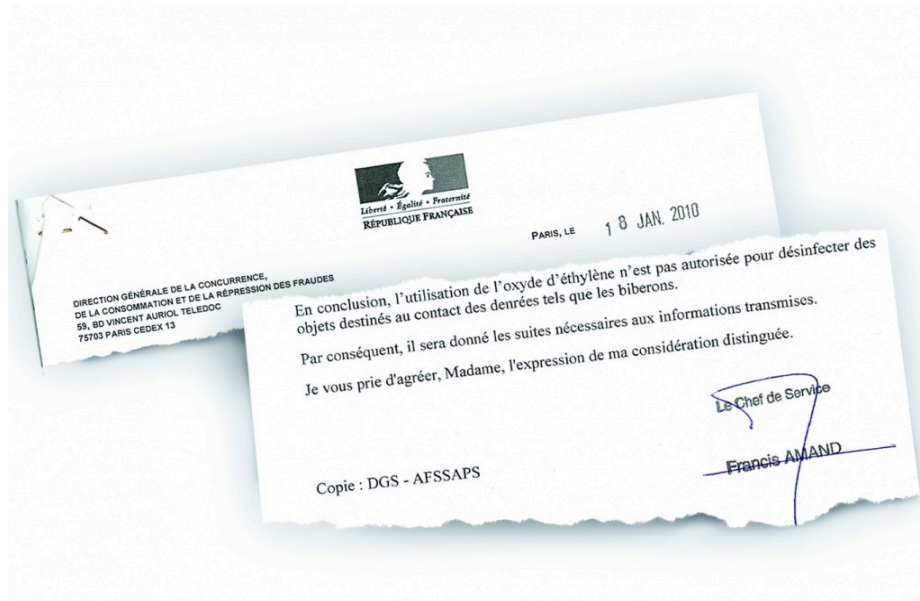 Liberté • Égalité • Fraternité
RÉPUBLIQUE FRANÇAISE
PARIS, LE 18 JAN. 2010
DIRECTION GÉNÉRALE DE LA CONCURRENCE,
DE LA CONSOMMATION ET DE LA RÉPRESSION DES FRAUDES
59, BD VINCENT AURIOL TELEDOC
75703 PARIS CEDEX 13
En conclusion, l’utilisation de l’oxyde d’éthylène n’est pas autorisée pour désinfecter des
objets destinés au contact des denrées tels que les biberons.
Par conséquent, il sera donné les suites nécessaires aux informations transmises.
Je vous prie d'agréer, Madame, l'expression de ma considération distinguée.
Le Chef de Service
Francis AMAND
Copie : DGS - AFSSAPS